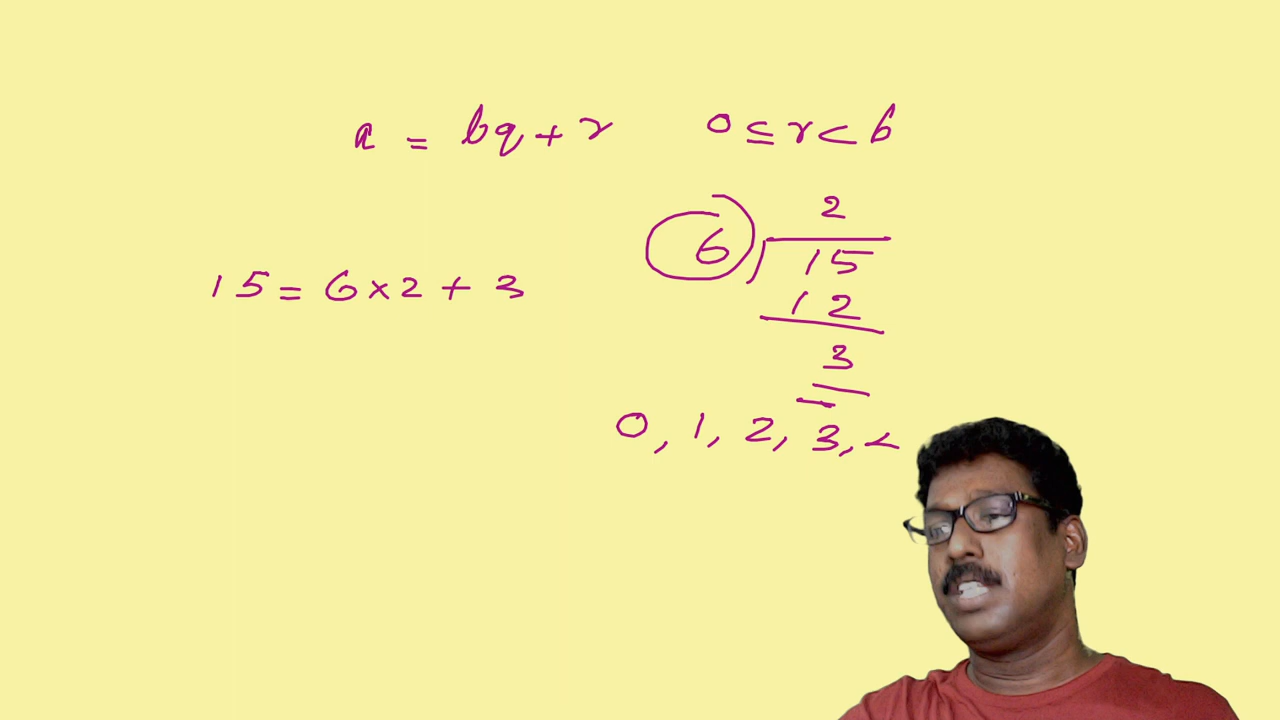 a = bq + r 0 ≤ r < b
2
6 15
15 = 6 × 2 + 3
12
3
0, 1, 2, 3,